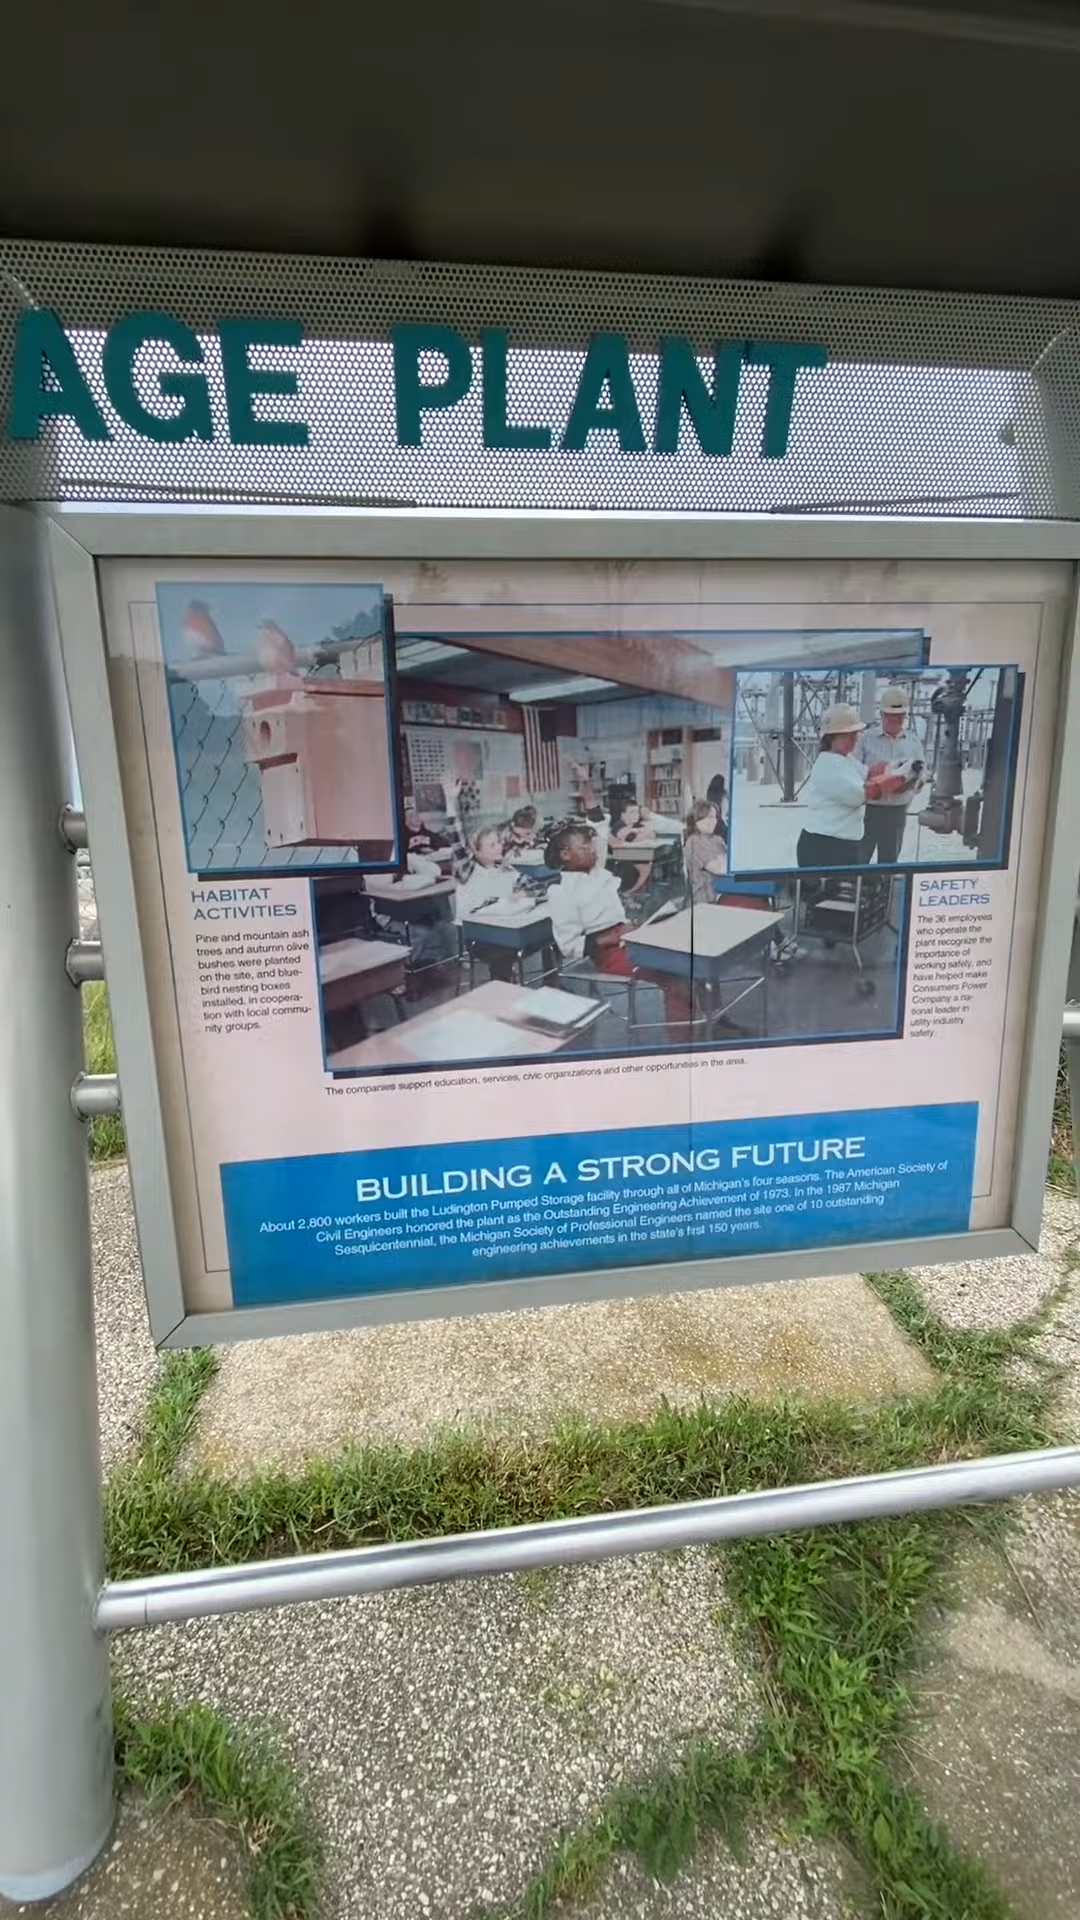 AGE PLANT
HABITAT
ACTIVITIES
Pine and mountain ash
trees and autumn olive
bushes were planted
on the site, and blue-
bird nesting boxes
installed, in coopera-
tion with local commu-
nity groups.
SAFETY
LEADERS
The 36 employees
who operate the
plant recognize the
importance of
working safely, and
have helped make
Consumers Power
Company a na-
tional leader in
utility industry
safety.
The companies support education, services, civic organizations and other opportunities in the area.
BUILDING A STRONG FUTURE
About 2,800 workers built the Ludington Pumped Storage facility through all of Michigan's four seasons. The American Society of
Civil Engineers honored the plant as the Outstanding Engineering Achievement of 1973. In the 1987 Michigan
Sesquicentennial, the Michigan Society of Professional Engineers named the site one of 10 outstanding
engineering achievements in the state's first 150 years.